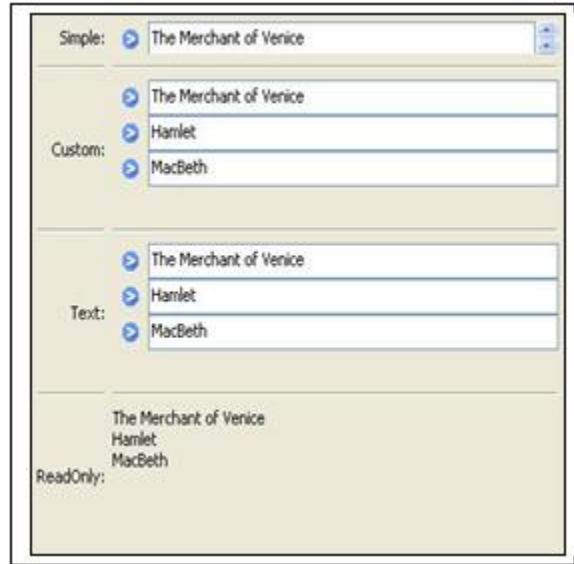 Simple: The Merchant of Venice
The Merchant of Venice
Custom: Hamlet
MacBeth
The Merchant of Venice
Text: Hamlet
MacBeth
The Merchant of Venice
Hamlet
MacBeth
ReadOnly: